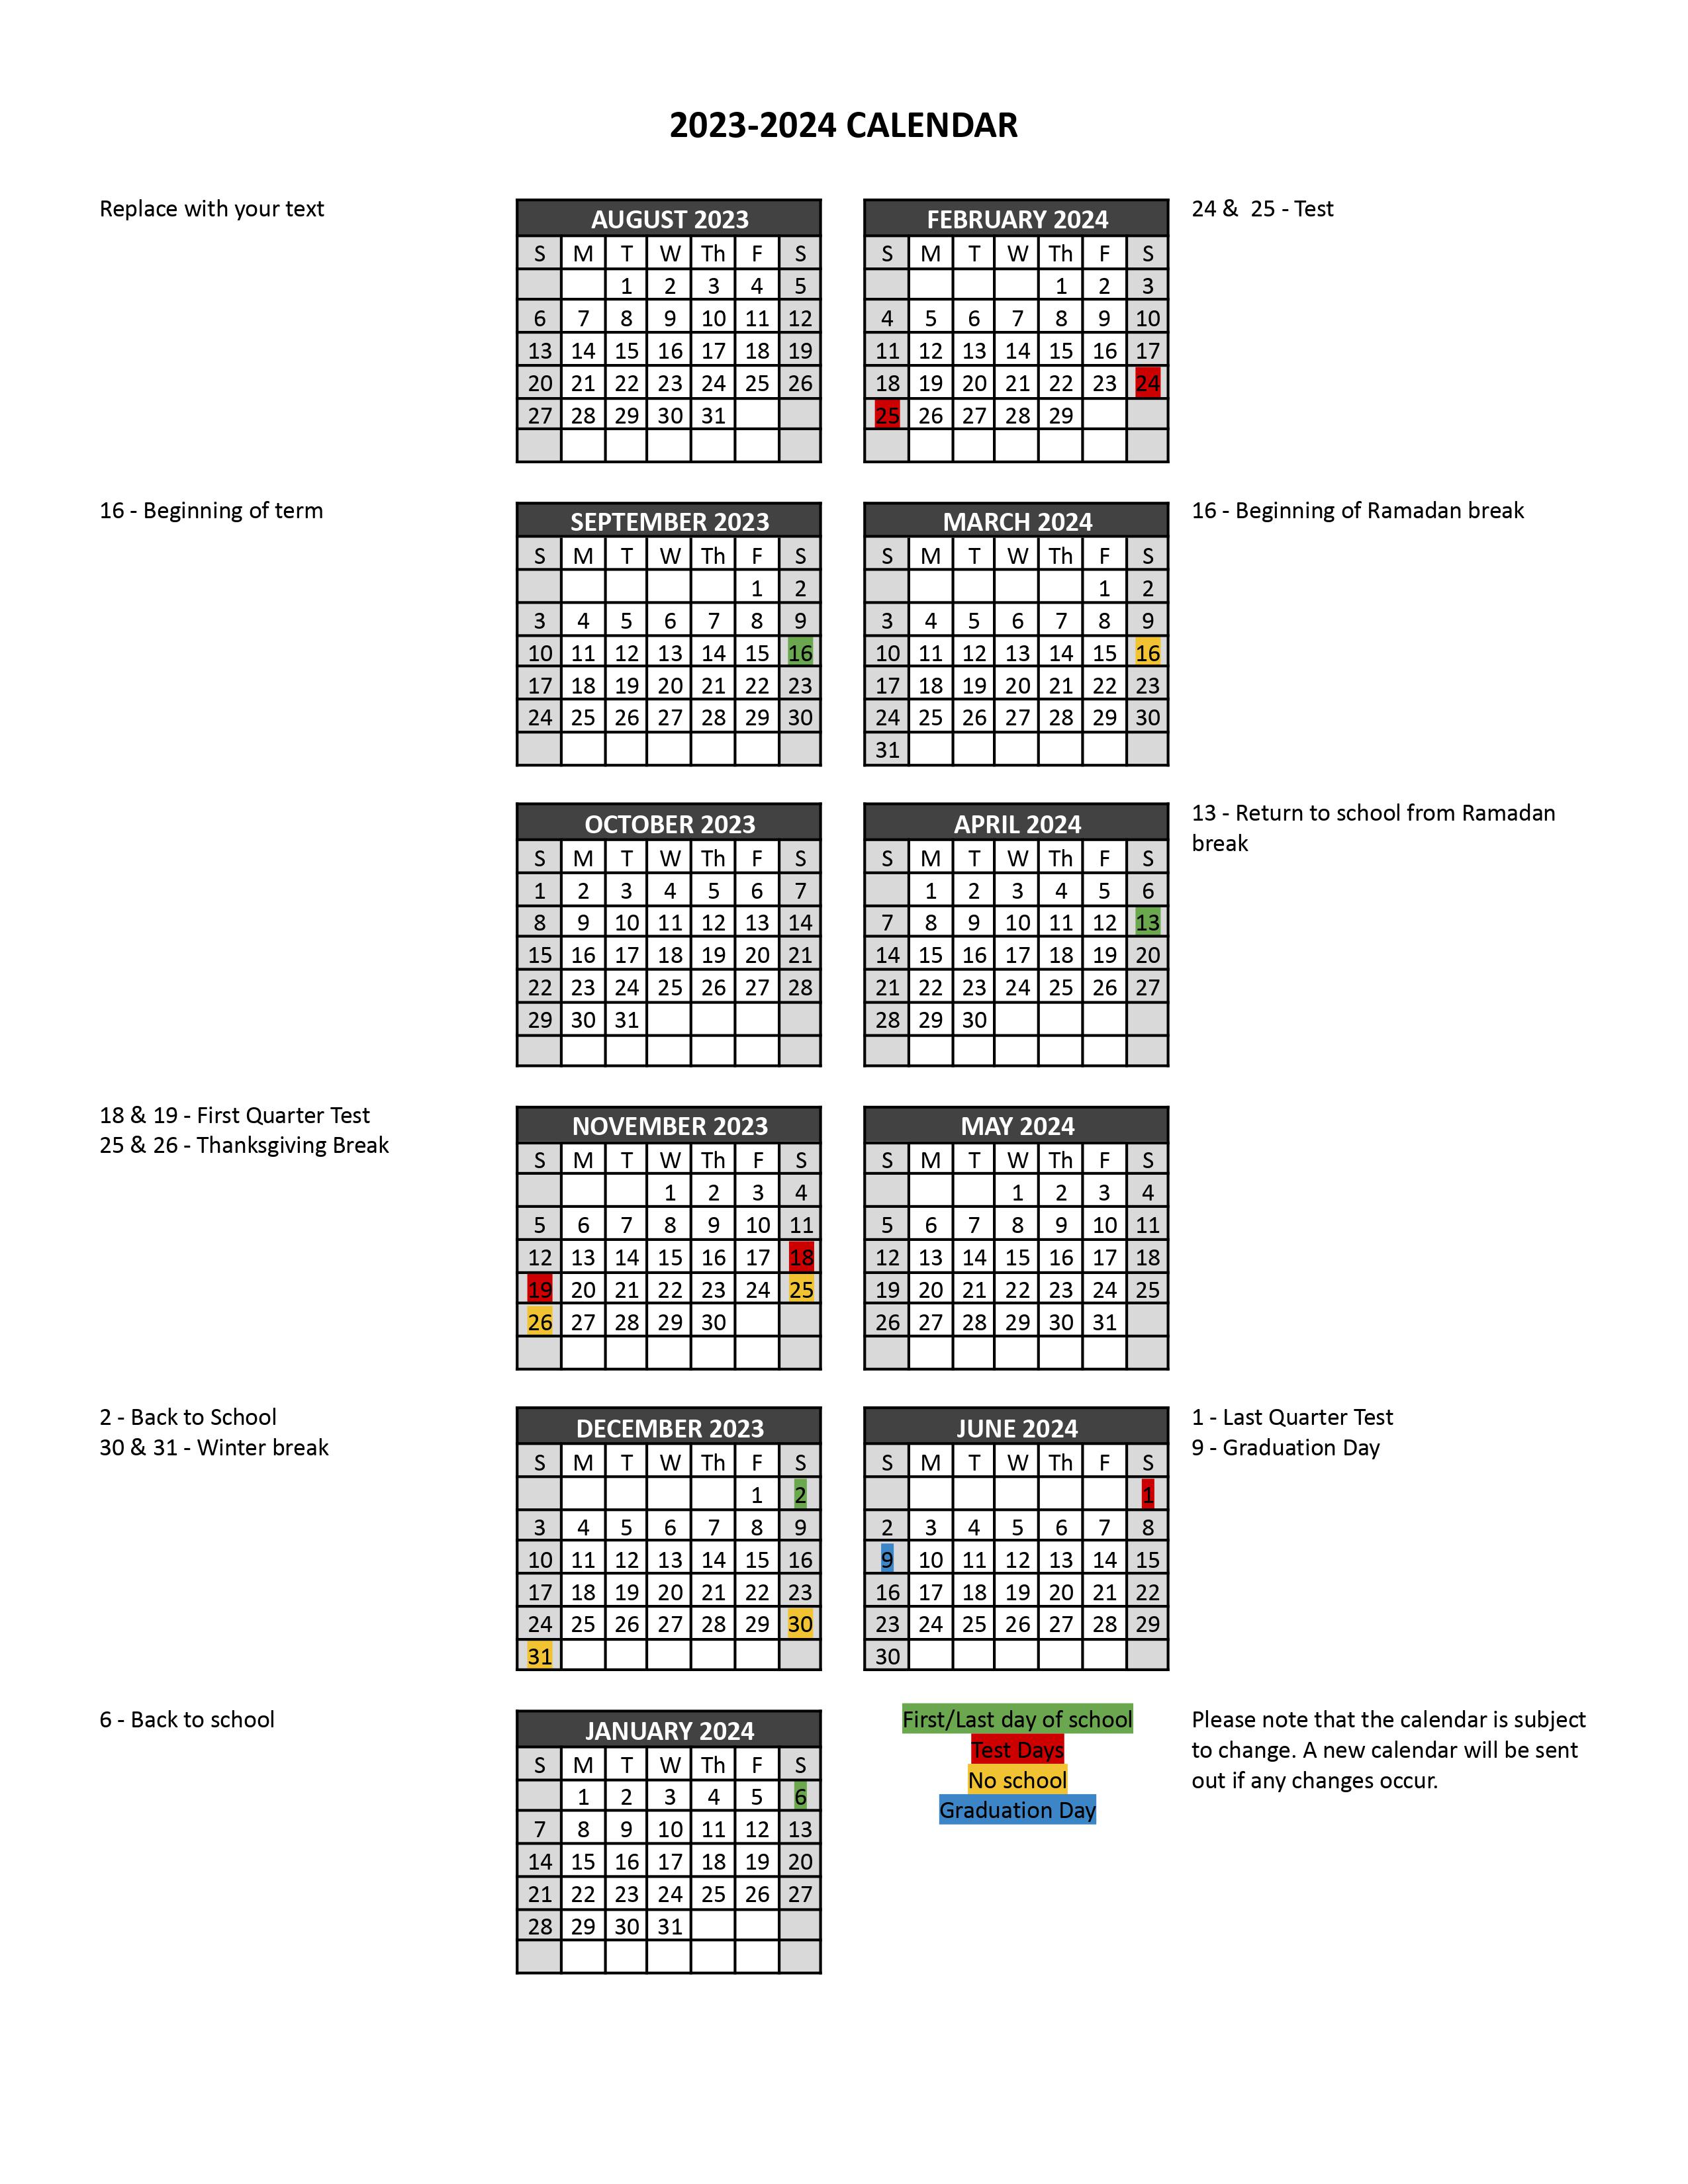 2023-2024 CALENDAR
Replace with your text
AUGUST 2023
S M T W Th F S
1 2 3 4 5
6 7 8 9 10 11 12
13 14 15 16 17 18 19
20 21 22 23 24 25 26
27 28 29 30 31
FEBRUARY 2024
S M T W Th F S
1 2 3
4 5 6 7 8 9 10
11 12 13 14 15 16 17
18 19 20 21 22 23 24
25 26 27 28 29
24 & 25 - Test
16 - Beginning of term
SEPTEMBER 2023
S M T W Th F S
1 2
3 4 5 6 7 8 9
10 11 12 13 14 15 16
17 18 19 20 21 22 23
24 25 26 27 28 29 30
MARCH 2024
S M T W Th F S
1 2
3 4 5 6 7 8 9
10 11 12 13 14 15 16
17 18 19 20 21 22 23
24 25 26 27 28 29 30
31
16 - Beginning of Ramadan break
OCTOBER 2023
S M T W Th F S
1 2 3 4 5 6 7
8 9 10 11 12 13 14
15 16 17 18 19 20 21
22 23 24 25 26 27 28
29 30 31
APRIL 2024
S M T W Th F S
1 2 3 4 5 6
7 8 9 10 11 12 13
14 15 16 17 18 19 20
21 22 23 24 25 26 27
28 29 30
13 - Return to school from Ramadan
break
18 & 19 - First Quarter Test
25 & 26 - Thanksgiving Break
NOVEMBER 2023
S M T W Th F S
1 2 3 4
5 6 7 8 9 10 11
12 13 14 15 16 17 18
19 20 21 22 23 24 25
26 27 28 29 30
MAY 2024
S M T W Th F S
1 2 3 4
5 6 7 8 9 10 11
12 13 14 15 16 17 18
19 20 21 22 23 24 25
26 27 28 29 30 31
2 - Back to School
30 & 31 - Winter break
DECEMBER 2023
S M T W Th F S
1 2
3 4 5 6 7 8 9
10 11 12 13 14 15 16
17 18 19 20 21 22 23
24 25 26 27 28 29 30
31
JUNE 2024
S M T W Th F S
1
2 3 4 5 6 7 8
9 10 11 12 13 14 15
16 17 18 19 20 21 22
23 24 25 26 27 28 29
30
1 - Last Quarter Test
9 - Graduation Day
6 - Back to school
JANUARY 2024
S M T W Th F S
1 2 3 4 5 6
7 8 9 10 11 12 13
14 15 16 17 18 19 20
21 22 23 24 25 26 27
28 29 30 31
First/Last day of school
Test Days
No school
Graduation Day
Please note that the calendar is subject
to change. A new calendar will be sent
out if any changes occur.